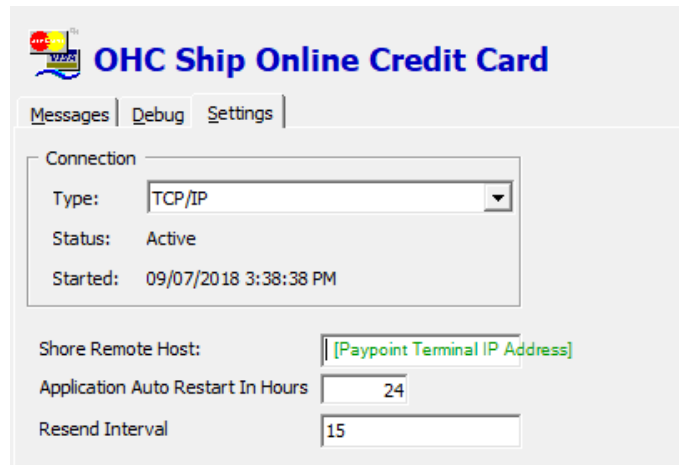 OHC Ship Online Credit Card
Messages Debug Settings
Connection
Type: TCP/IP
Status: Active
Started: 09/07/2018 3:38:38 PM
Shore Remote Host: [Paypoint Terminal IP Address]
Application Auto Restart In Hours 24
Resend Interval 15